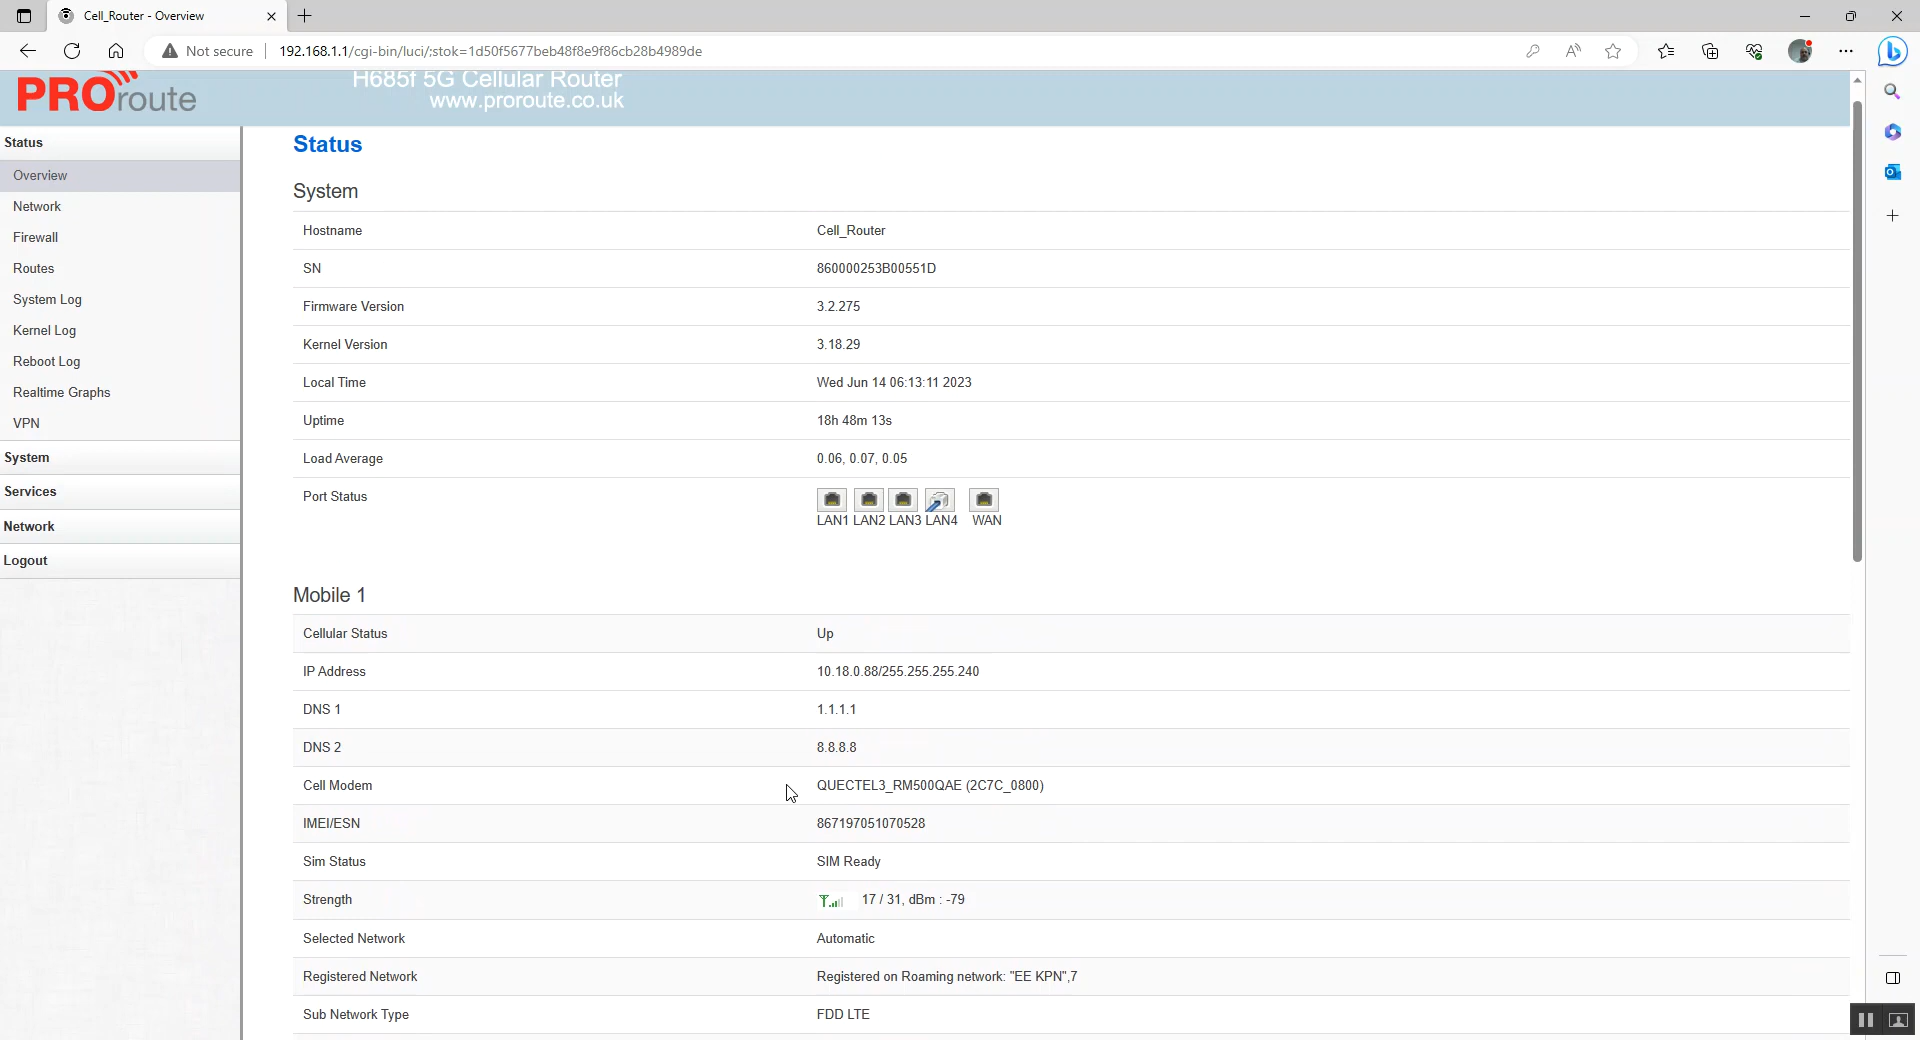 Cell_Router - Overview
Not secure 192.168.1.1/cgi-bin/luci/;stok=1d50f5677beb48f8e9f86cb28b4989de
PROroute
H685f 5G Cellular Router
www.proroute.co.uk
Status
Overview
Network
Firewall
Routes
System Log
Kernel Log
Reboot Log
Realtime Graphs
VPN
System
Services
Network
Logout
Status
System
Hostname Cell_Router
SN 860000253B00551D
Firmware Version 3.2.275
Kernel Version 3.18.29
Local Time Wed Jun 14 06:13:11 2023
Uptime 18h 48m 13s
Load Average 0.06, 0.07, 0.05
Port Status
LAN1 LAN2 LAN3 LAN4 WAN
Mobile 1
Cellular Status Up
IP Address 10.18.0.88/255.255.255.240
DNS 1 1.1.1.1
DNS 2 8.8.8.8
Cell Modem QUECTEL3_RM500QAE (2C7C_0800)
IMEI/ESN 867197051070528
Sim Status SIM Ready
Strength 17 / 31, dBm : -79
Selected Network Automatic
Registered Network Registered on Roaming network: "EE KPN",7
Sub Network Type FDD LTE